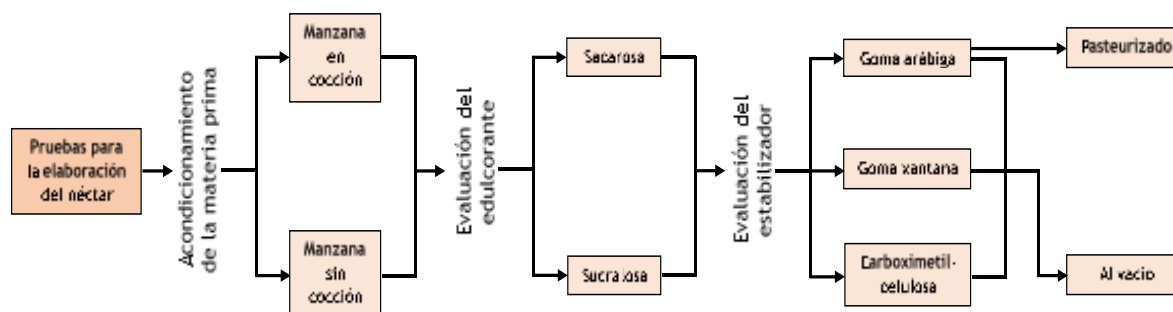 Pruebas para
la elaboración
del néctar
Acondicionamiento
de la materia prima
Manzana
en
cocción
Manzana
sin
cocción
Evaluación del
edulcorante
Sacarosa
Sucralosa
Evaluación del
estabilizador
Goma arábiga
Goma xantana
Carboximetil-
celulosa
Pasteurizado
Al vacío